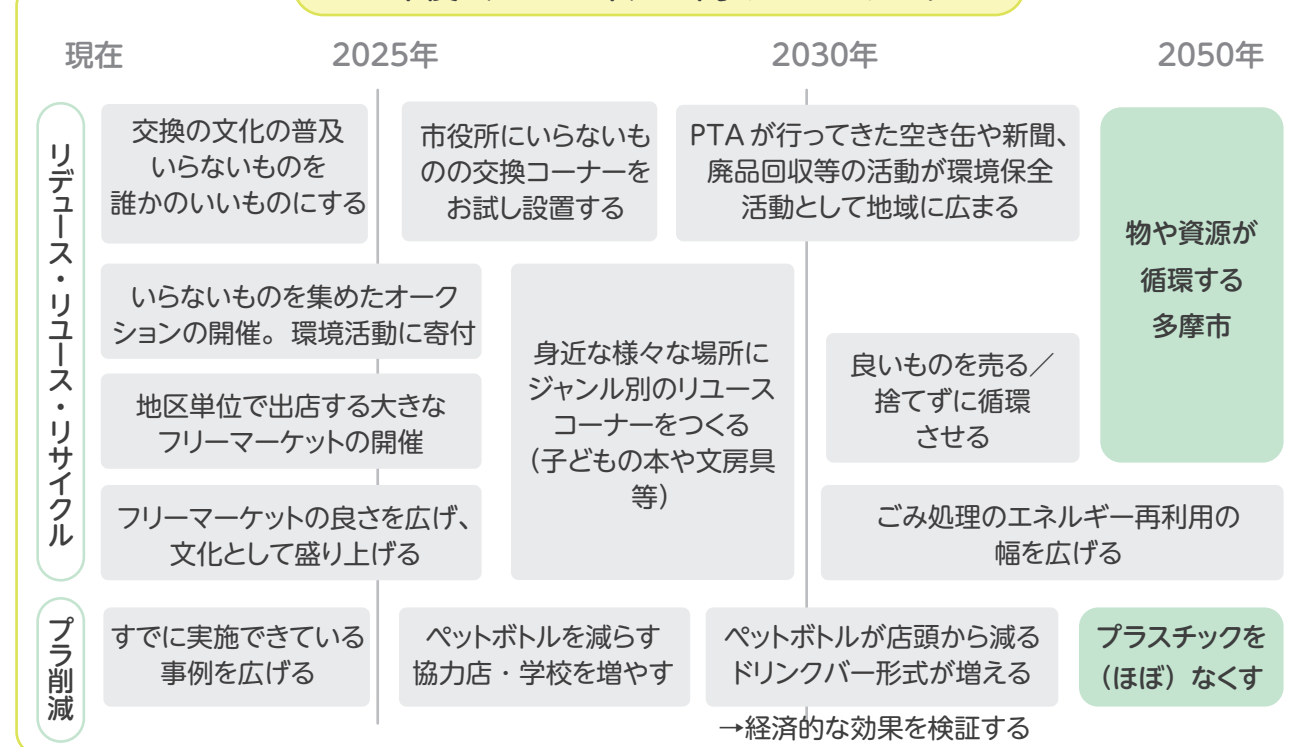 現在
2025年
2030年
2050年
リデュース・リユース・リサイクル
交換の文化の普及
いらないものを
誰かのいいものにする
市役所にいらないも
のの交換コーナーを
お試し設置する
PTAが行ってきた空き缶や新聞、
廃品回収等の活動が環境保全
活動として地域に広まる
物や資源が
循環する
多摩市
いらないものを集めたオーク
ションの開催。環境活動に寄付
身近な様々な場所に
ジャンル別のリユース
コーナーをつくる
(子どもの本や文房具
等)
良いものを売る/
捨てずに循環
させる
地区単位で出店する大きな
フリーマーケットの開催
フリーマーケットの良さを広げ、
文化として盛り上げる
ごみ処理のエネルギー再利用の
幅を広げる
プラ削減
すでに実施できている
事例を広げる
ペットボトルを減らす
協力店・学校を増やす
ペットボトルが店頭から減る
ドリンクバー形式が増える
→経済的な効果を検証する
プラスチックを
(ほぼ)なくす